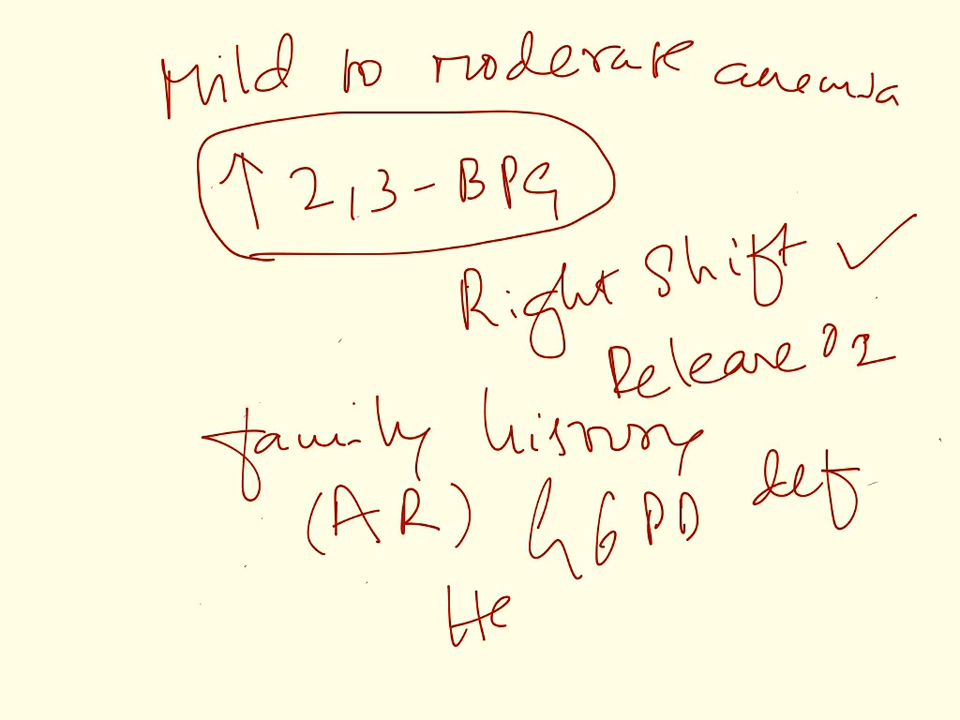 Mild to moderate anemia
↑ 2,3-BPG
Right Shift ✓
Release O2
family history
(AR) G6PD def
He